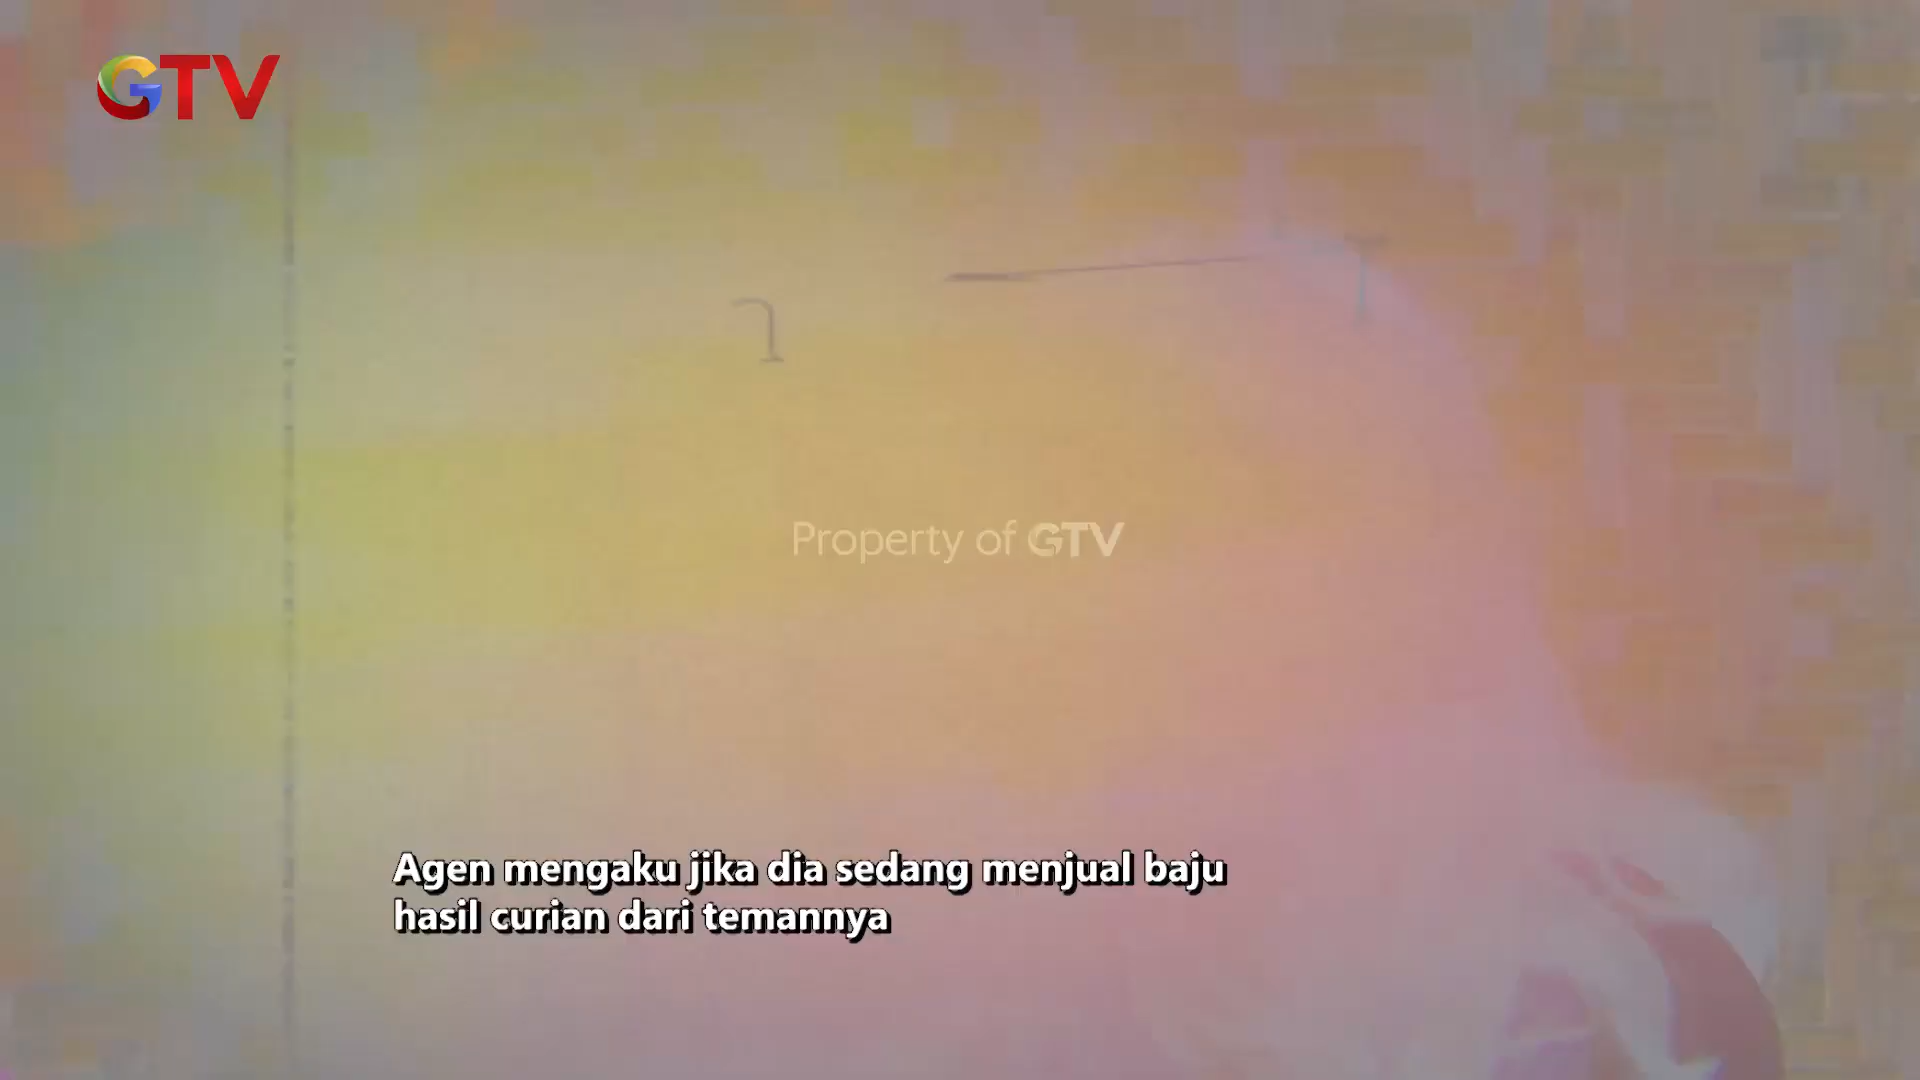 GTV
Property of GTV
Agen mengaku jika dia sedang menjual baju
hasil curian dari temannya